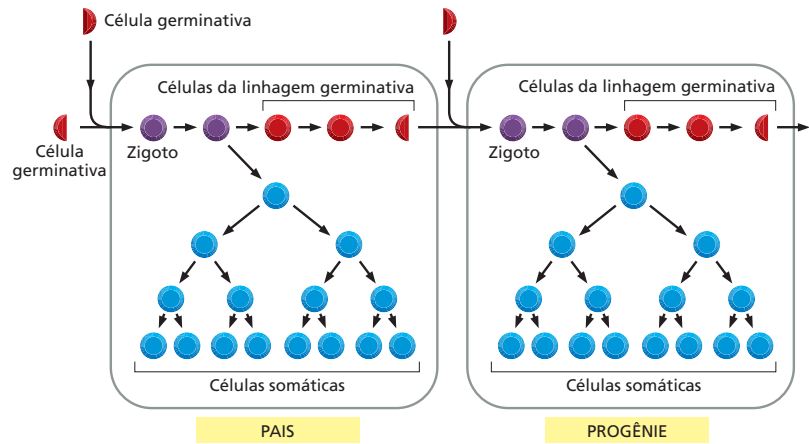 Célula germinativa
Células da linhagem germinativa
Célula
germinativa
Zigoto
Células somáticas
PAIS
Células da linhagem germinativa
Zigoto
Células somáticas
PROGÊNIE